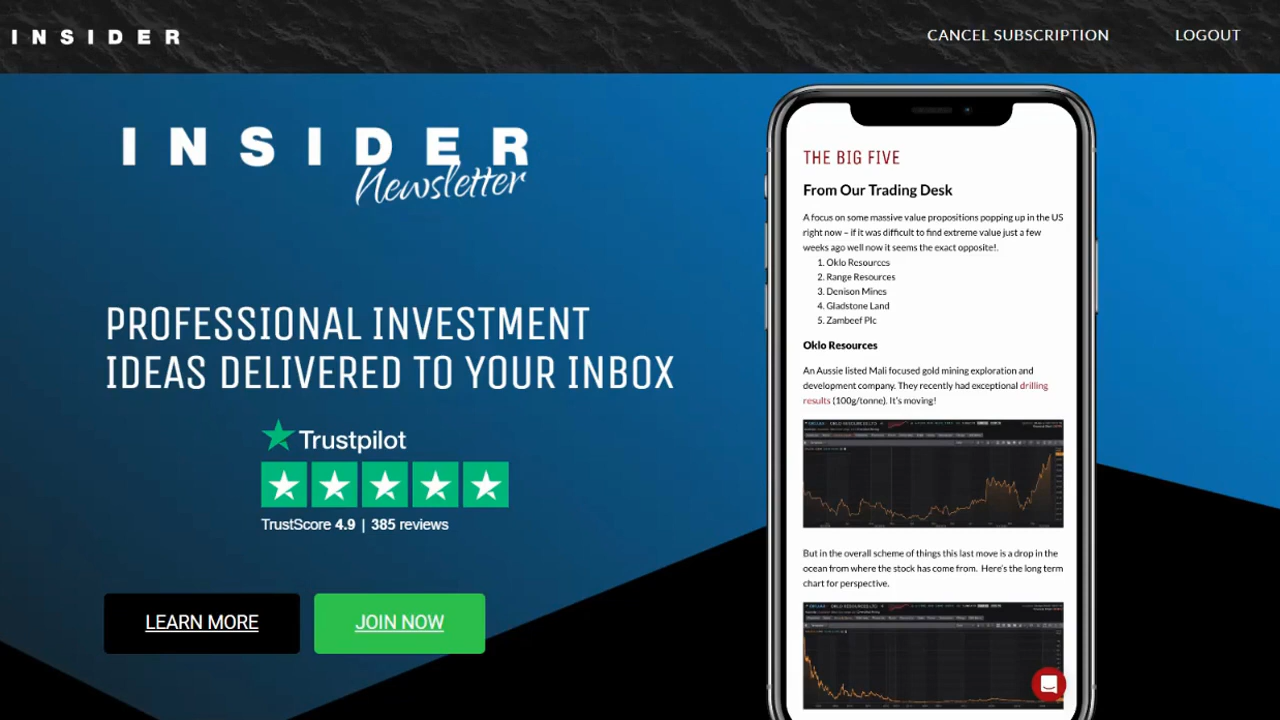 INSIDER
CANCEL SUBSCRIPTION
LOGOUT
INSIDER
Newsletter
PROFESSIONAL INVESTMENT
IDEAS DELIVERED TO YOUR INBOX
Trustpilot
TrustScore 4.9 | 385 reviews
LEARN MORE
JOIN NOW
THE BIG FIVE
From Our Trading Desk
A focus on some massive value propositions popping up in the US
right now – if it was difficult to find extreme value just a few
weeks ago well now it seems the exact opposite!.
1. Oklo Resources
2. Range Resources
3. Denison Mines
4. Gladstone Land
5. Zambeef Plc
Oklo Resources
An Aussie listed Mali focused gold mining exploration and
development company. They recently had exceptional drilling
results (100g/tonne). It's moving!
But in the overall scheme of things this last move is a drop in the
ocean from where the stock has come from. Here's the long term
chart for perspective.